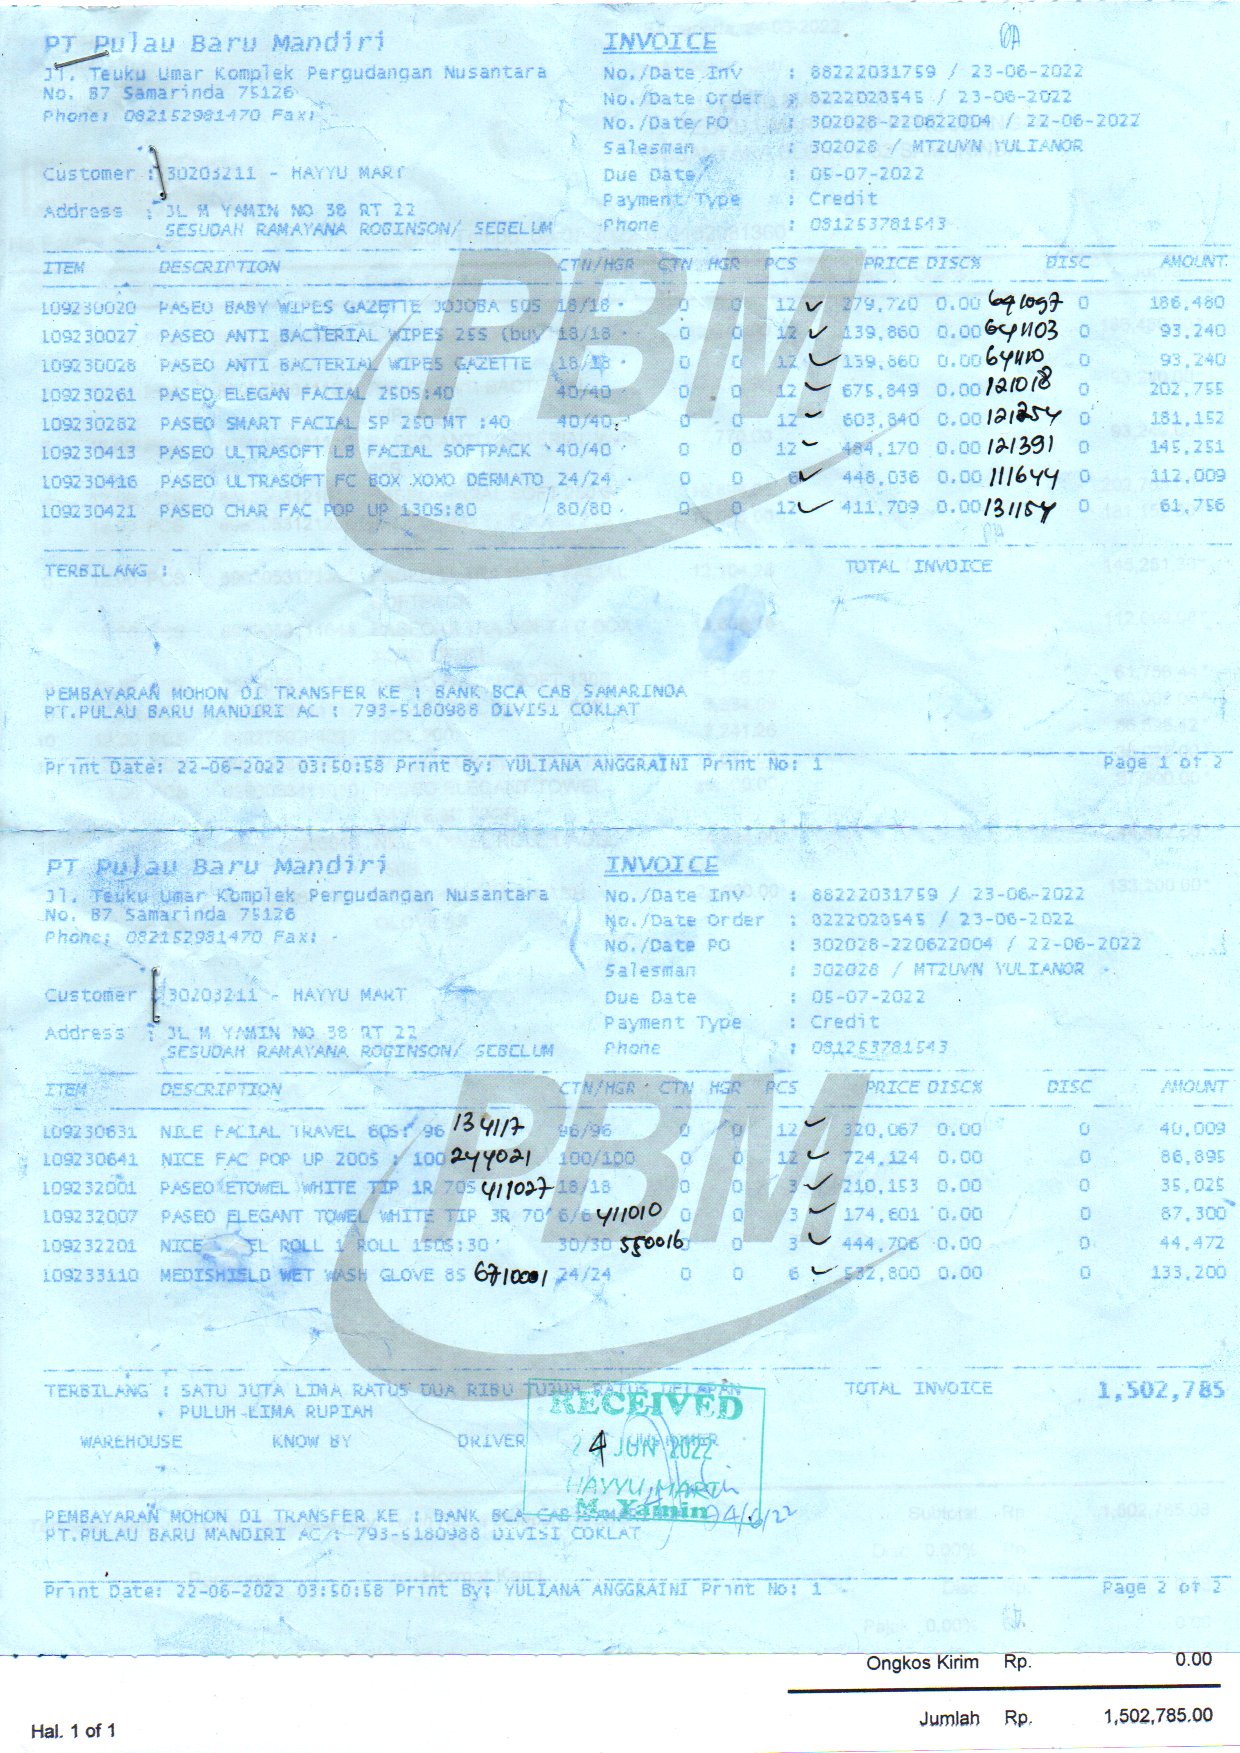 PT Pulau Baru Mandiri INVOICE
Jl. Teuku Umar Komplek Pergudangan Nusantara No./Date Inv : 88222031759 / 23-06-2022
No. B7 Samarinda 75126 No./Date Order : 8222028545 / 23-06-2022
Phone: 082152981470 Fax: - No./Date PO : 302028-220622004 / 22-06-2022
Salesman : 302028 / MT2UVN YULIANOR
Customer : 30203211 - HAYYU MART Due Date : 05-07-2022
Payment Type : Credit
Address : JL M YAMIN NO 38 RT 22
SESUDAH RAMAYANA ROBINSON/ SEBELUM Phone : 081253781543
ITEM DESCRIPTION CTN/HGR CTN HGR PCS PRICE DISC% DISC AMOUNT
109230020 PASEO BABY WIPES GAZETTE JOJOBA 50S 18/18 0 0 12 279,720 0.00 641097 0 186,480
109230027 PASEO ANTI BACTERIAL WIPES 25S (buy 18/18 0 0 12 139,860 0.00 641103 0 93,240
109230028 PASEO ANTI BACTERIAL WIPES GAZETTE 18/18 0 0 12 139,860 0.00 641110 0 93,240
109230261 PASEO ELEGAN FACIAL 250S:40 40/40 0 0 12 675,849 0.00 121018 0 202,755
109230282 PASEO SMART FACIAL SP 250 MT :40 40/40 0 0 12 603,840 0.00 121254 0 181,152
109230413 PASEO ULTRASOFT LB FACIAL SOFTPACK 40/40 0 0 12 484,170 0.00 121391 0 145,251
109230416 PASEO ULTRASOFT FC BOX XOXO DERMATO 24/24 0 0 6 448,036 0.00 111644 0 112,009
109230421 PASEO CHAR FAC POP UP 130S:80 80/80 0 0 12 411,709 0.00 131154 0 61,756
PBM
TERBILANG : TOTAL INVOICE
PEMBAYARAN MOHON DI TRANSFER KE : BANK BCA CAB SAMARINDA
PT.PULAU BARU MANDIRI AC : 793-5180988 DIVISI COKLAT
Print Date: 22-06-2022 03:50:58 Print By: YULIANA ANGGRAINI Print No: 1 Page 1 of 2
PT Pulau Baru Mandiri INVOICE
Jl. Teuku Umar Komplek Pergudangan Nusantara No./Date Inv : 88222031759 / 23-06-2022
No. B7 Samarinda 75126 No./Date Order : 8222028545 / 23-06-2022
Phone: 082152981470 Fax: - No./Date PO : 302028-220622004 / 22-06-2022
Salesman : 302028 / MT2UVN YULIANOR
Customer : 30203211 - HAYYU MART Due Date : 05-07-2022
Payment Type : Credit
Address : JL M YAMIN NO 38 RT 22
SESUDAH RAMAYANA ROBINSON/ SEBELUM Phone : 081253781543
ITEM DESCRIPTION CTN/HGR CTN HGR PCS PRICE DISC% DISC AMOUNT
109230631 NICE FACIAL TRAVEL 60S: 96 134117 96/96 0 0 12 320,067 0.00 0 40,009
109230641 NICE FAC POP UP 200S : 100 244021 100/100 0 0 12 724,124 0.00 0 86,895
109232001 PASEO ETOWEL WHITE TIP 1R 70S 411027 18/18 0 0 3 210,153 0.00 0 35,025
109232007 PASEO ELEGANT TOWEL WHITE TIP 3R 70' 6/6 411010 0 0 3 174,601 0.00 0 87,300
109232201 NICE ROLL 1 ROLL 150S:30 30/30 550016 0 0 3 444,706 0.00 0 44,472
109233110 MEDISHIELD WET WASH GLOVE 8S 6710001 24/24 0 0 6 532,800 0.00 0 133,200
PBM
TERBILANG : SATU JUTA LIMA RATUS DUA RIBU TUJUH RATUS DELAPAN TOTAL INVOICE 1,502,785
PULUH LIMA RUPIAH
RECEIVED
WAREHOUSE KNOW BY DRIVER
24 JUN 2022
HAYYU MART
M. Yamin 24/6/22
PEMBAYARAN MOHON DI TRANSFER KE : BANK BCA CAB
PT.PULAU BARU MANDIRI AC : 793-5180988 DIVISI COKLAT
Print Date: 22-06-2022 03:50:58 Print By: YULIANA ANGGRAINI Print No: 1 Page 2 of 2
Ongkos Kirim Rp. 0.00
Jumlah Rp. 1,502,785.00
Hal. 1 of 1